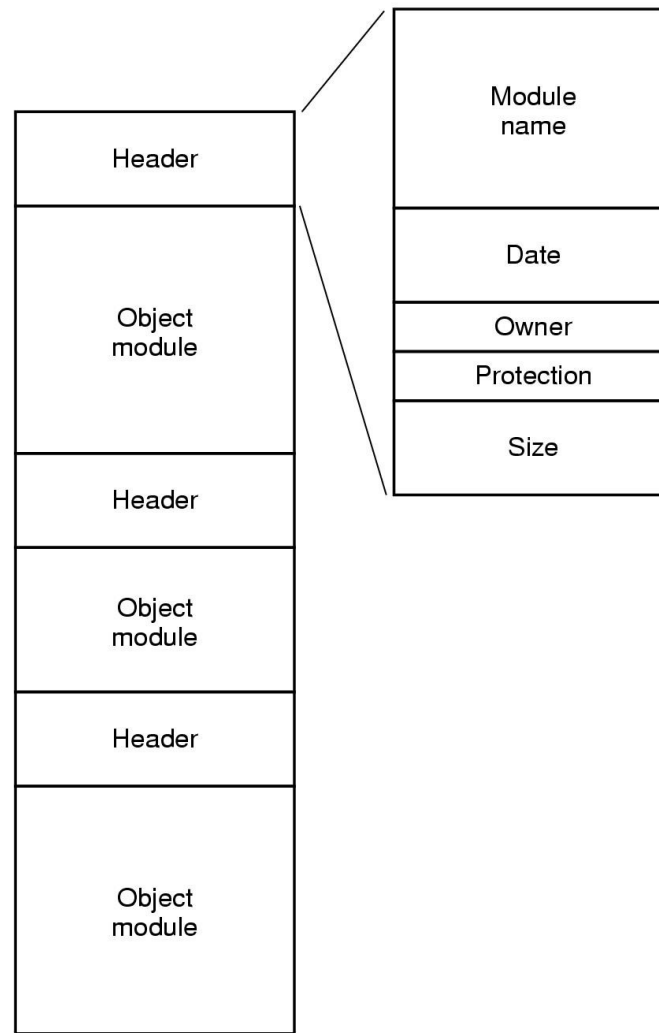 Header
Object
module
Header
Object
module
Header
Object
module
Module
name
Date
Owner
Protection
Size